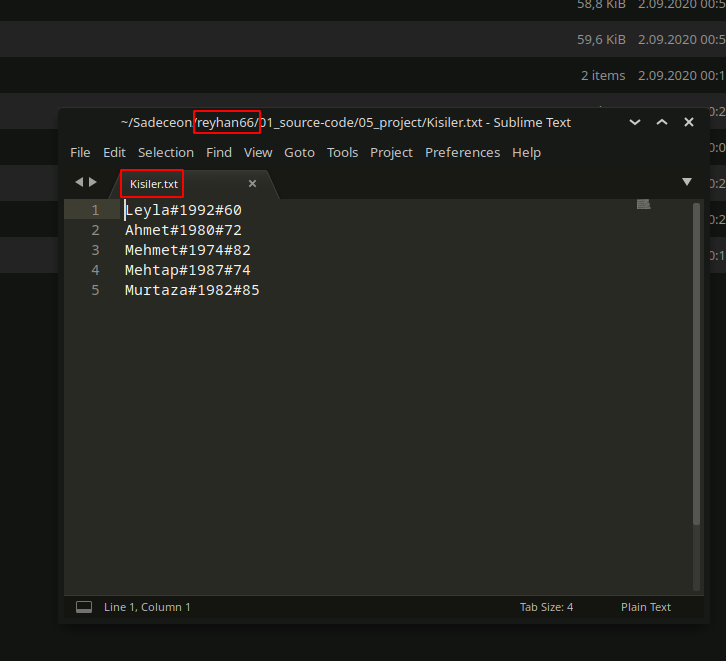 58,8 KiB 2.09.2020 00:5
59,6 KiB 2.09.2020 00:5
2 items 2.09.2020 00:1
~/Sadeceon/reyhan66/01_source-code/05_project/Kisiler.txt - Sublime Text
File Edit Selection Find View Goto Tools Project Preferences Help
Kisiler.txt
1 Leyla#1992#60
2 Ahmet#1980#72
3 Mehmet#1974#82
4 Mehtap#1987#74
5 Murtaza#1982#85
Line 1, Column 1 Tab Size: 4 Plain Text